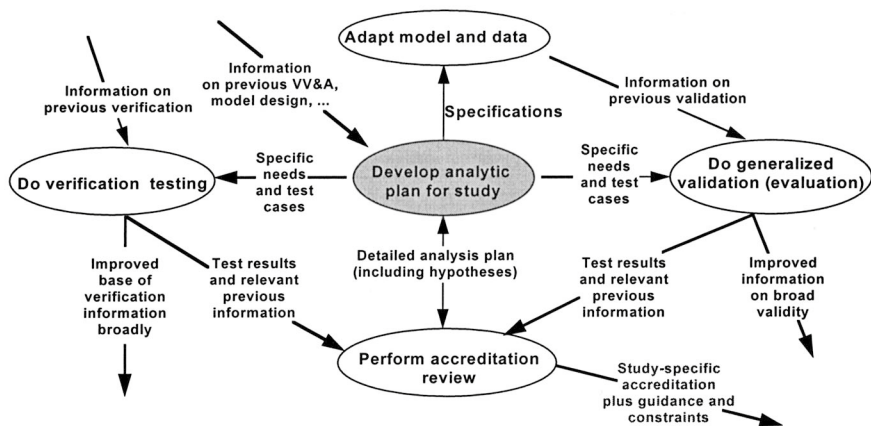 Adapt model and data
Information on
previous verification
Information
on previous VV&A,
model design, ...
Specifications
Information on
previous validation
Do verification testing
Specific
needs
and test
cases
Develop analytic
plan for study
Specific
needs
and test
cases
Do generalized
validation (evaluation)
Improved
base of
verification
information
broadly
Test results
and relevant
previous
information
Detailed analysis plan
(including hypotheses)
Test results
and relevant
previous
information
Improved
information
on broad
validity
Perform accreditation
review
Study-specific
accreditation
plus guidance and
constraints